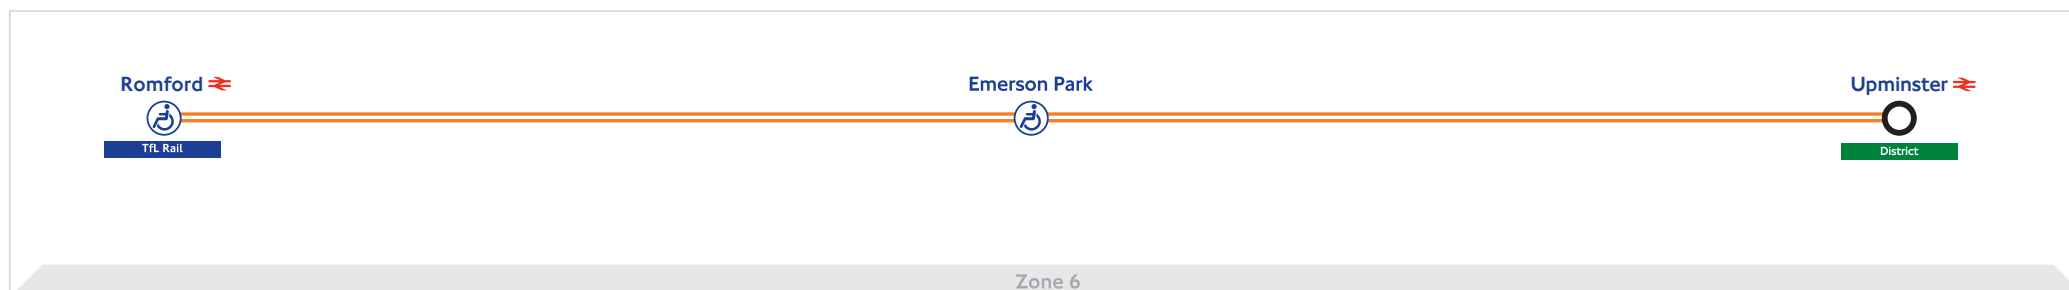 Romford
Emerson Park
Upminster
TfL Rail
District
Zone 6